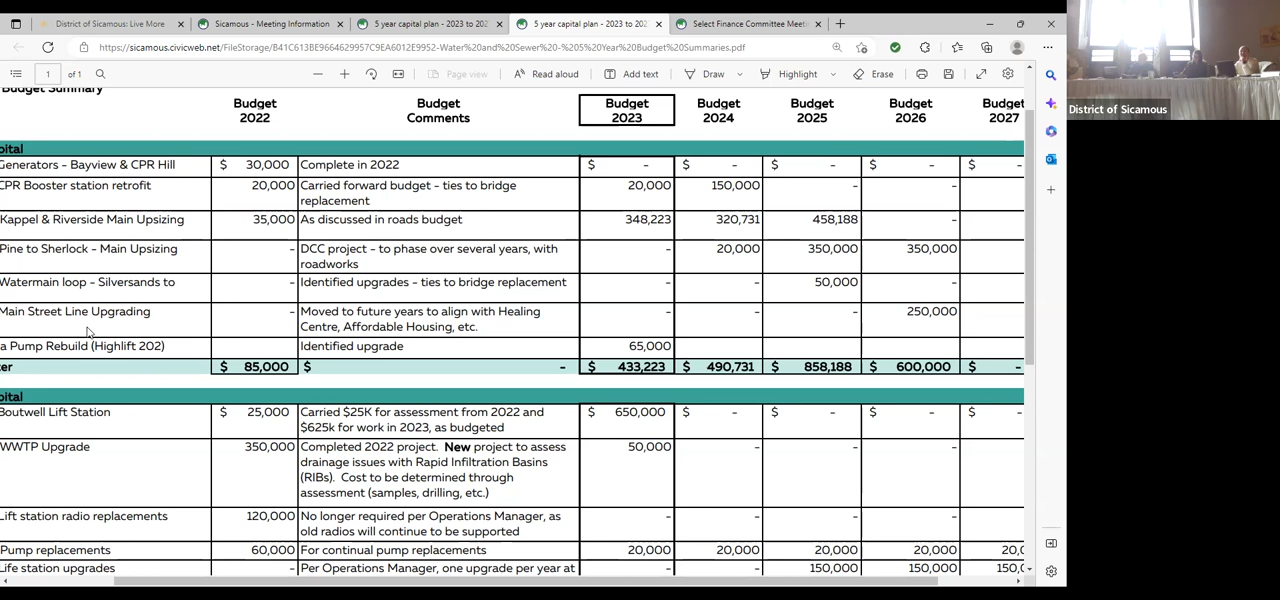 District of Sicamous: Live More
Sicamous - Meeting Information
5 year capital plan - 2023 to 202
5 year capital plan - 2023 to 202
Select Finance Committee Meeti
https://sicamous.civicweb.net/FileStorage/B41C613BE9664629957C9EA6012E9952-Water%20and%20Sewer%20-%205%20Year%20Budget%20Summaries.pdf
1 of 1 Page view Read aloud Add text Draw Highlight Erase
Budget Summary
Budget 2022 Budget Comments Budget 2023 Budget 2024 Budget 2025 Budget 2026 Budget 2027
pital
Generators - Bayview & CPR Hill $ 30,000 Complete in 2022 $ - $ - $ - $ - $ -
CPR Booster station retrofit 20,000 Carried forward budget - ties to bridge 20,000 150,000 - -
replacement
Kappel & Riverside Main Upsizing 35,000 As discussed in roads budget 348,223 320,731 458,188 -
Pine to Sherlock - Main Upsizing - DCC project - to phase over several years, with - 20,000 350,000 350,000
roadworks
Watermain loop - Silversands to - Identified upgrades - ties to bridge replacement - - 50,000 -
Main Street Line Upgrading - Moved to future years to align with Healing - - - 250,000
Centre, Affordable Housing, etc.
a Pump Rebuild (Highlift 202) Identified upgrade 65,000
ter $ 85,000 $ - $ 433,223 $ 490,731 $ 858,188 $ 600,000 $ -
pital
Boutwell Lift Station $ 25,000 Carried $25K for assessment from 2022 and $ 650,000 $ - $ - $ - $ -
$625k for work in 2023, as budgeted
WWTP Upgrade 350,000 Completed 2022 project. New project to assess 50,000 - - -
drainage issues with Rapid Infiltration Basins
(RIBs). Cost to be determined through
assessment (samples, drilling, etc.)
Lift station radio replacements 120,000 No longer required per Operations Manager, as - - - -
old radios will continue to be supported
Pump replacements 60,000 For continual pump replacements 20,000 20,000 20,000 20,000 20,0
Life station upgrades - Per Operations Manager, one upgrade per year at - - 150,000 150,000 150,0
District of Sicamous